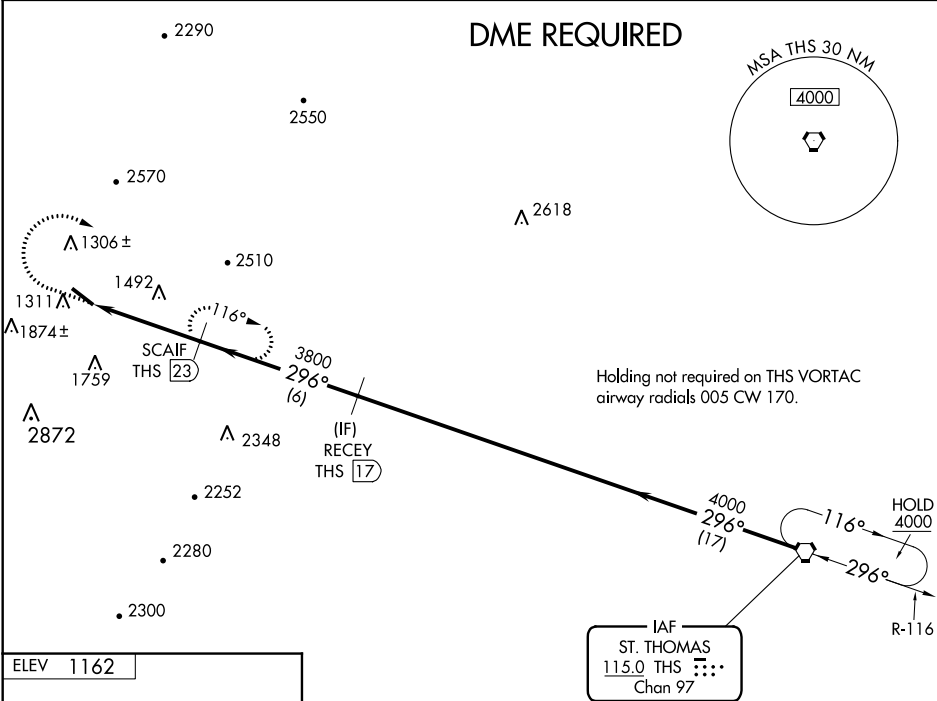 DME REQUIRED
2290
MSA THS 30 NM
4000
2550
2570
2618
1306 ±
2510
1492
1311
116°
1874 ±
SCAIF
THS 23
3800
296°
(6)
1759
Holding not required on THS VORTAC
airway radials 005 CW 170.
2872
(IF)
RECEY
THS 17
2348
2252
4000
296°
(17)
HOLD
4000
116°
296°
R-116
2280
2300
IAF
ST. THOMAS
115.0 THS
Chan 97
ELEV 1162